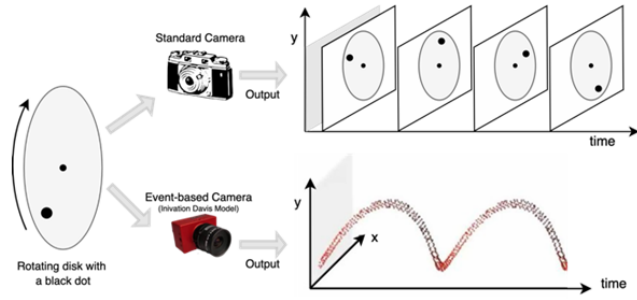 Standard Camera
Output
y
time
Rotating disk with
a black dot
Event-based Camera
(Inivation Davis Model)
Output
y
x
time